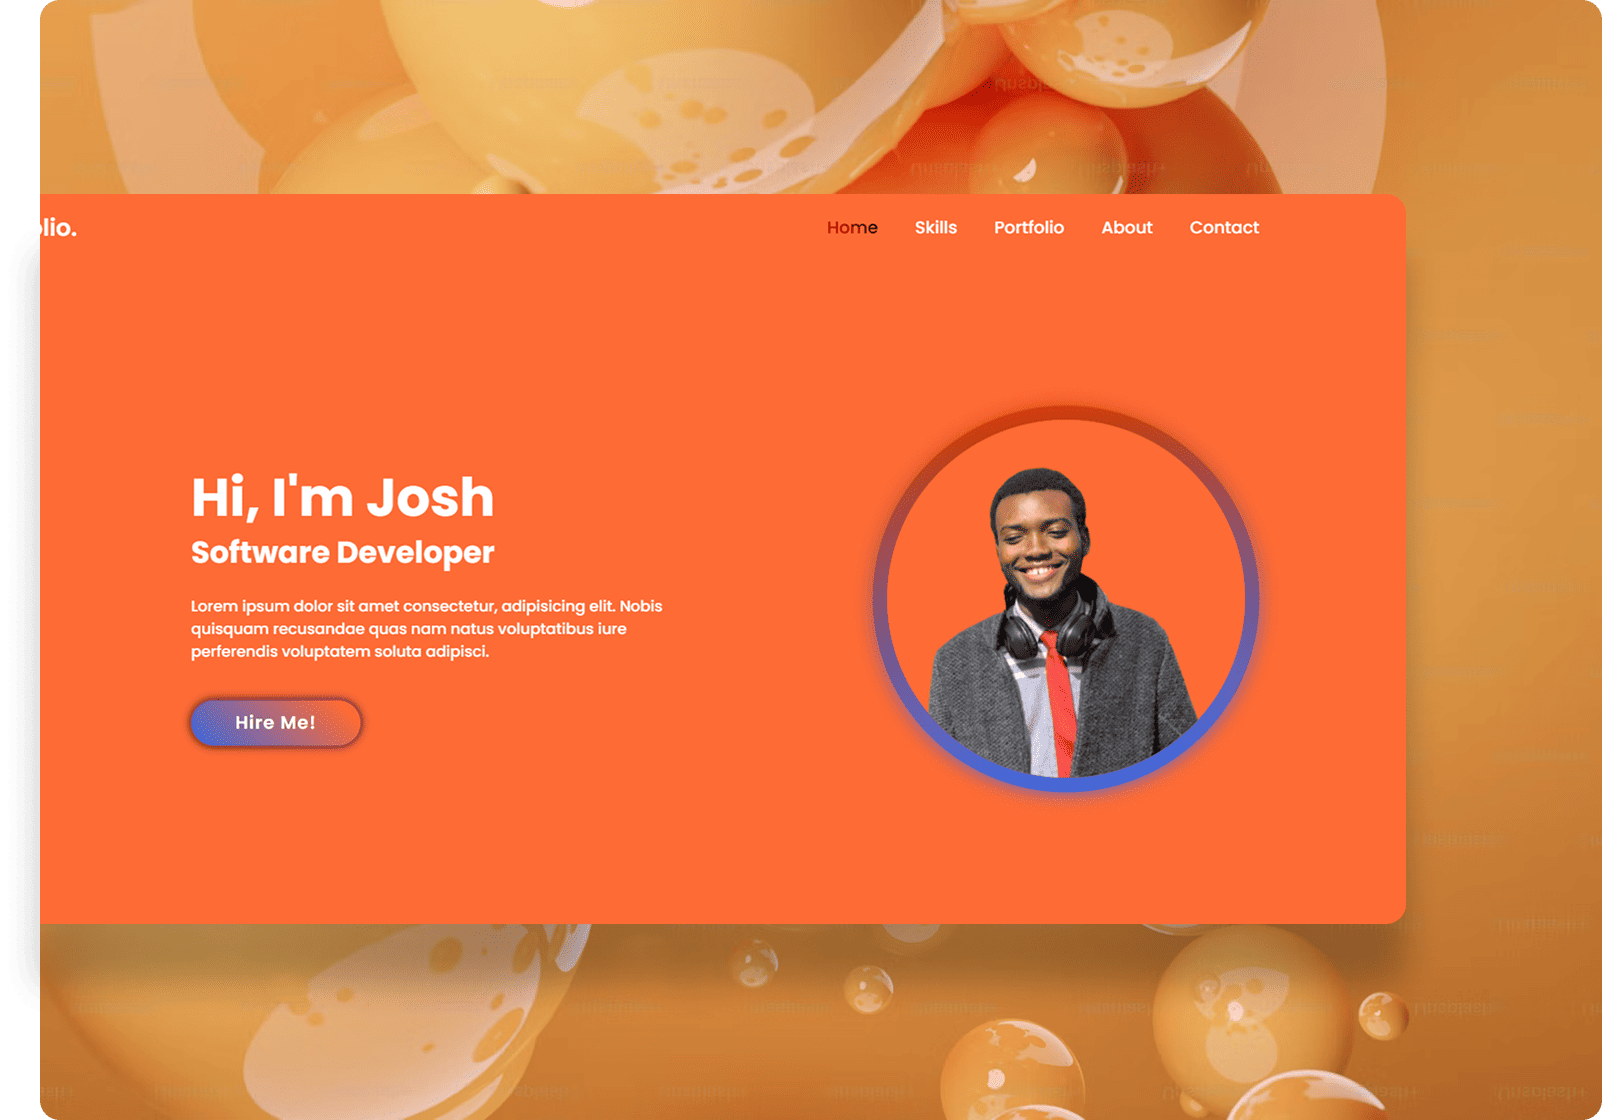 olio.
Home Skills Portfolio About Contact
Hi, I'm Josh
Software Developer
Lorem ipsum dolor sit amet consectetur, adipisicing elit. Nobis
quisquam recusandae quas nam natus voluptatibus iure
perferendis voluptatem soluta adipisci.
Hire Me!